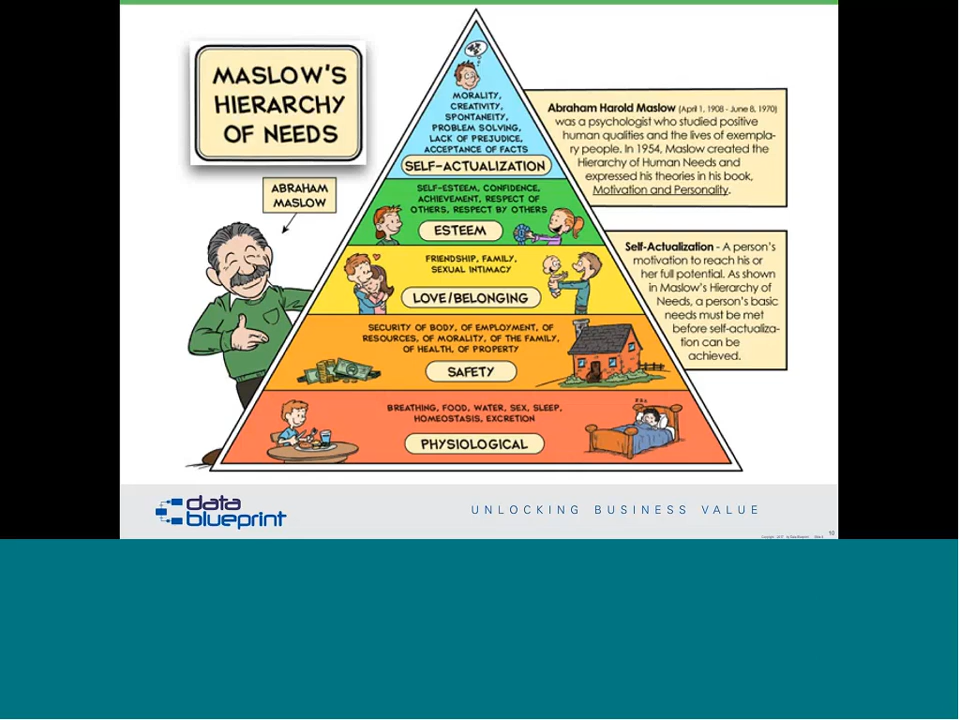 MASLOW'S
HIERARCHY
OF NEEDS
ABRAHAM
MASLOW
MORALITY,
CREATIVITY,
SPONTANEITY,
PROBLEM SOLVING,
LACK OF PREJUDICE,
ACCEPTANCE OF FACTS
SELF-ACTUALIZATION
SELF-ESTEEM, CONFIDENCE,
ACHIEVEMENT, RESPECT OF
OTHERS, RESPECT BY OTHERS
ESTEEM
FRIENDSHIP, FAMILY,
SEXUAL INTIMACY
LOVE/BELONGING
SECURITY OF BODY, OF EMPLOYMENT, OF
RESOURCES, OF MORALITY, OF THE FAMILY,
OF HEALTH, OF PROPERTY
SAFETY
BREATHING, FOOD, WATER, SEX, SLEEP,
HOMEOSTASIS, EXCRETION
PHYSIOLOGICAL
Abraham Harold Maslow (April 1, 1908 - June 8, 1970)
was a psychologist who studied positive
human qualities and the lives of exempla-
ry people. In 1954, Maslow created the
Hierarchy of Human Needs and
expressed his theories in his book,
Motivation and Personality.
Self-Actualization - A person's
motivation to reach his or
her full potential. As shown
in Maslow's Hierarchy of
Needs, a person's basic
needs must be met
before self-actualiza-
tion can be
achieved.
data
blueprint
UNLOCKING BUSINESS VALUE
10